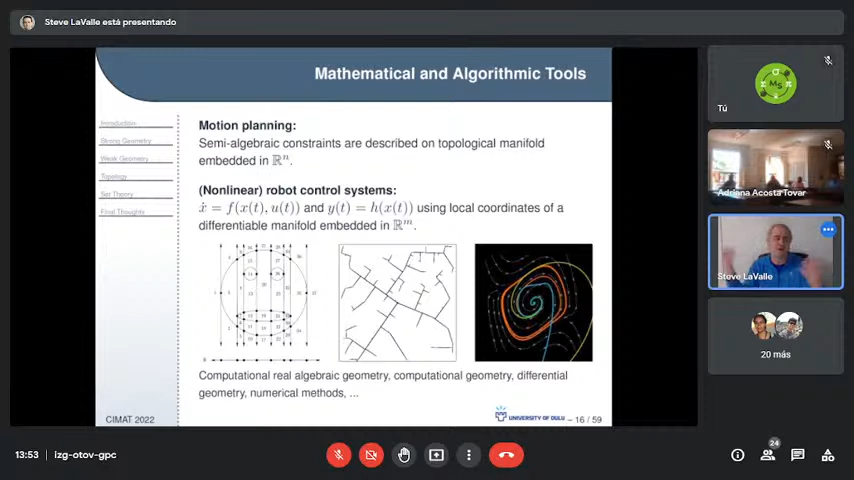 Steve LaValle está presentando
Mathematical and Algorithmic Tools
Introduction
Strong Geometry
Weak Geometry
Topology
Set Theory
Final Thoughts
Motion planning:
Semi-algebraic constraints are described on topological manifold
embedded in ℝⁿ.
(Nonlinear) robot control systems:
ẋ = f(x(t), u(t)) and y(t) = h(x(t)) using local coordinates of a
differentiable manifold embedded in ℝᵐ.
Computational real algebraic geometry, computational geometry, differential
geometry, numerical methods, ...
CIMAT 2022
UNIVERSITY OF OULU – 16 / 59
MS
Tú
Adriana Acosta Tovar
Steve LaValle
20 más
13:53 | izg-otov-gpc
24